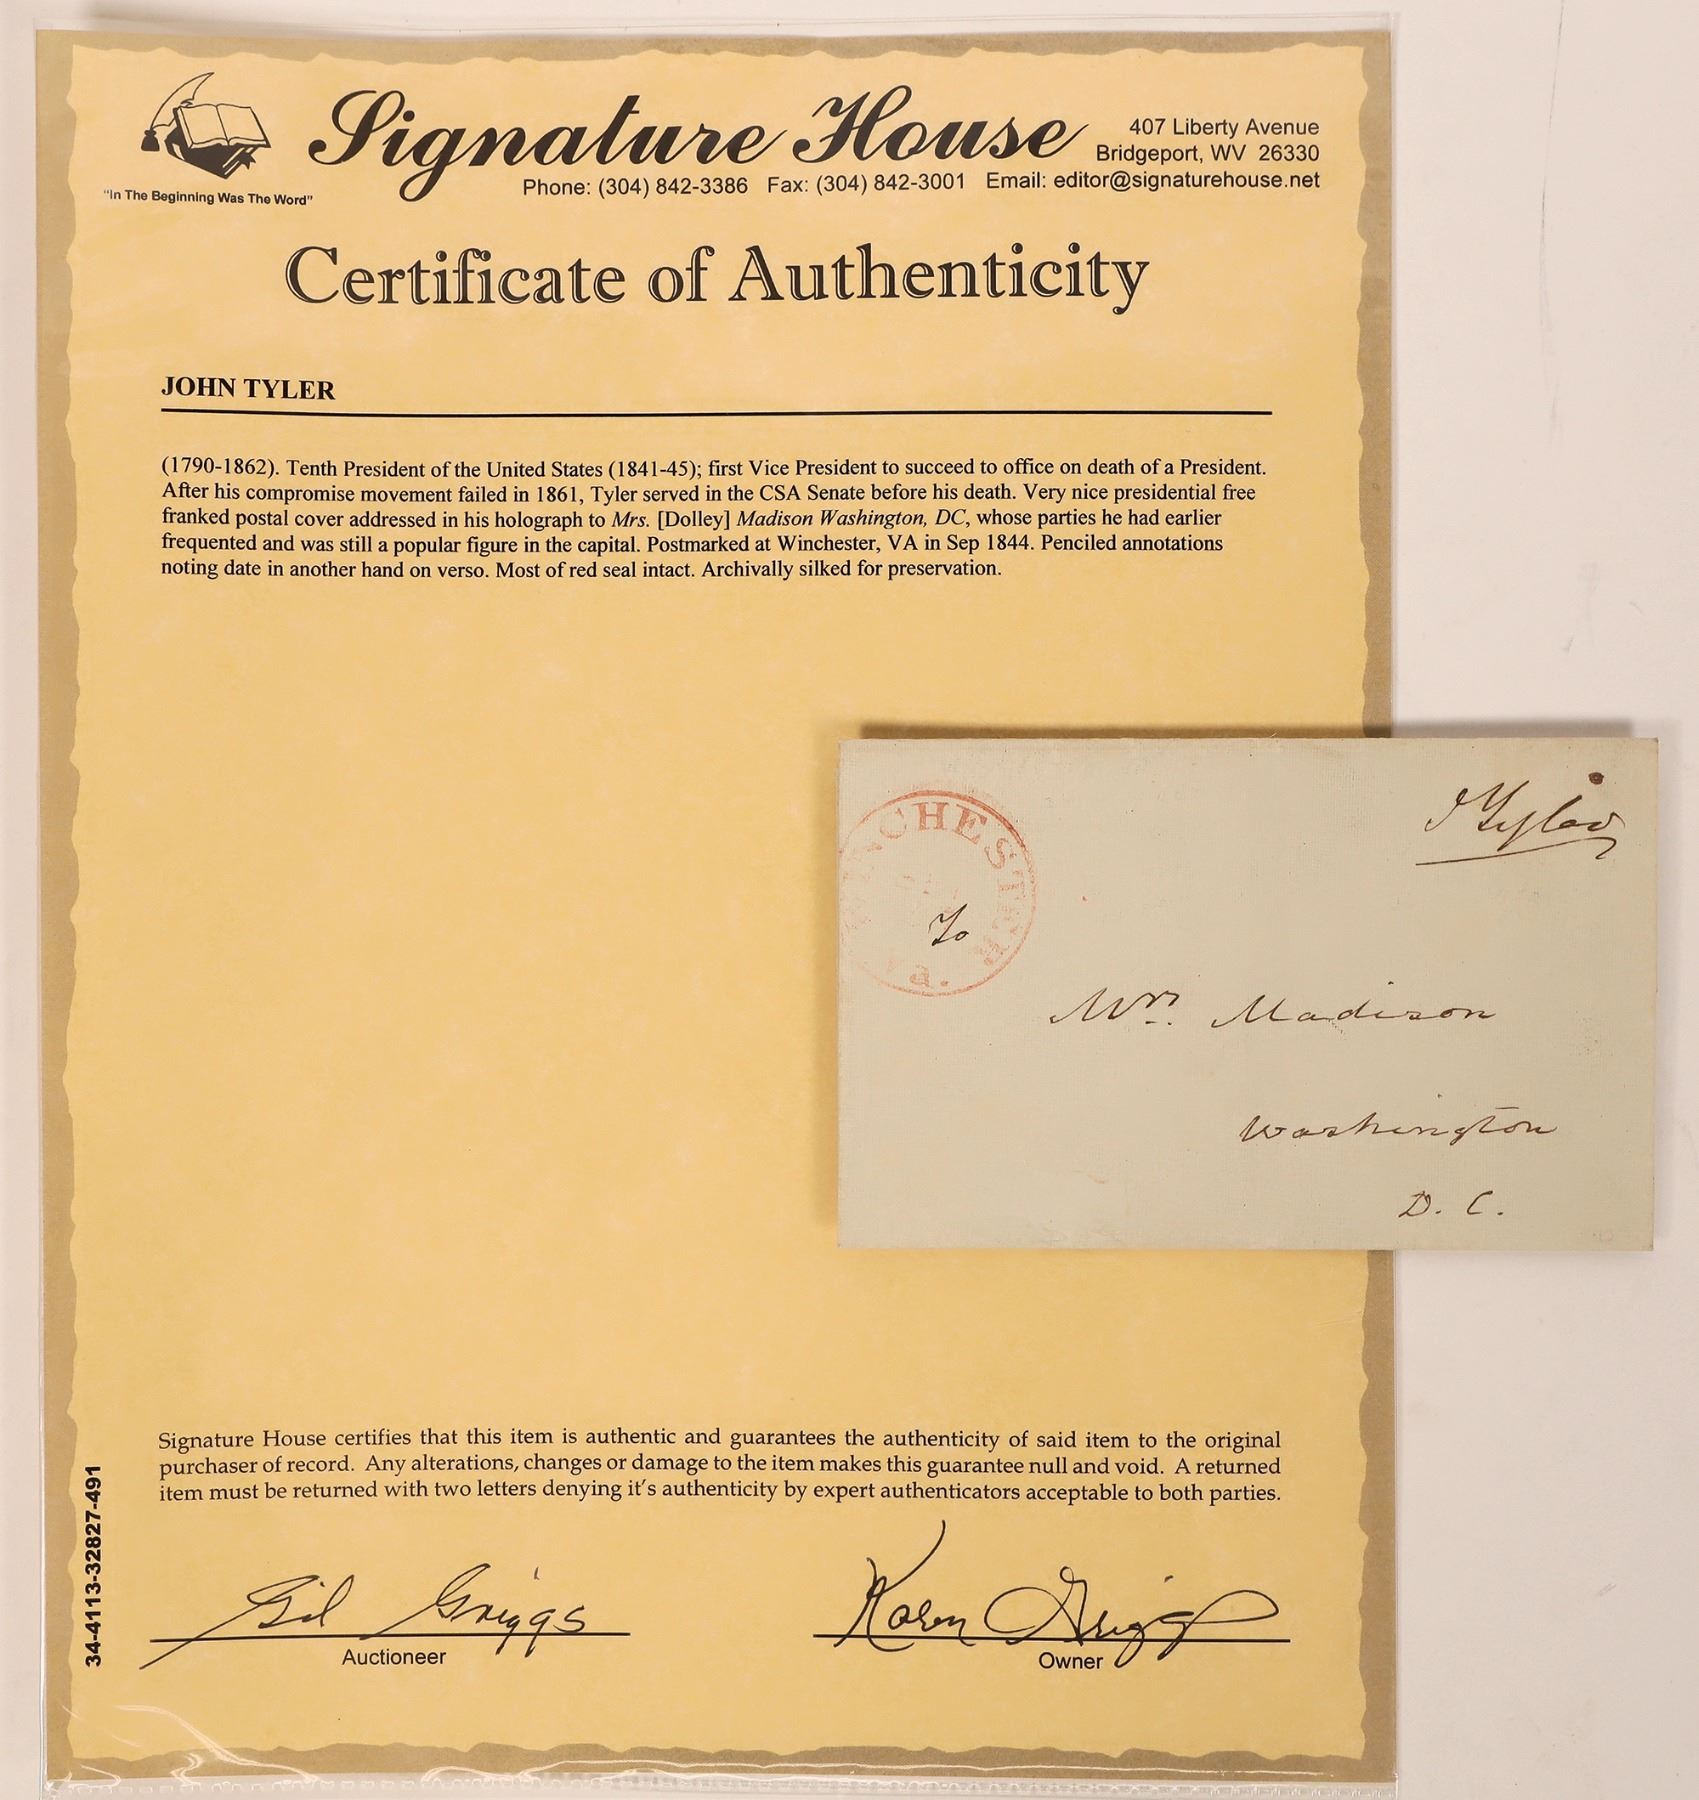 Signature House
407 Liberty Avenue
Bridgeport, WV 26330
Phone: (304) 842-3386 Fax: (304) 842-3001 Email: editor@signaturehouse.net
"In The Beginning Was The Word"
Certificate of Authenticity
JOHN TYLER
(1790-1862). Tenth President of the United States (1841-45); first Vice President to succeed to office on death of a President.
After his compromise movement failed in 1861, Tyler served in the CSA Senate before his death. Very nice presidential free
franked postal cover addressed in his holograph to Mrs. [Dolley] Madison Washington, DC, whose parties he had earlier
frequented and was still a popular figure in the capital. Postmarked at Winchester, VA in Sep 1844. Penciled annotations
noting date in another hand on verso. Most of red seal intact. Archivally silked for preservation.
J Tyler
WINCHESTER
Va.
To
Mrs. Madison
Washington
D. C.
Signature House certifies that this item is authentic and guarantees the authenticity of said item to the original
purchaser of record. Any alterations, changes or damage to the item makes this guarantee null and void. A returned
item must be returned with two letters denying it's authenticity by expert authenticators acceptable to both parties.
34-4113-32827-491
Gil Griggs
Auctioneer
Karen Griggs
Owner